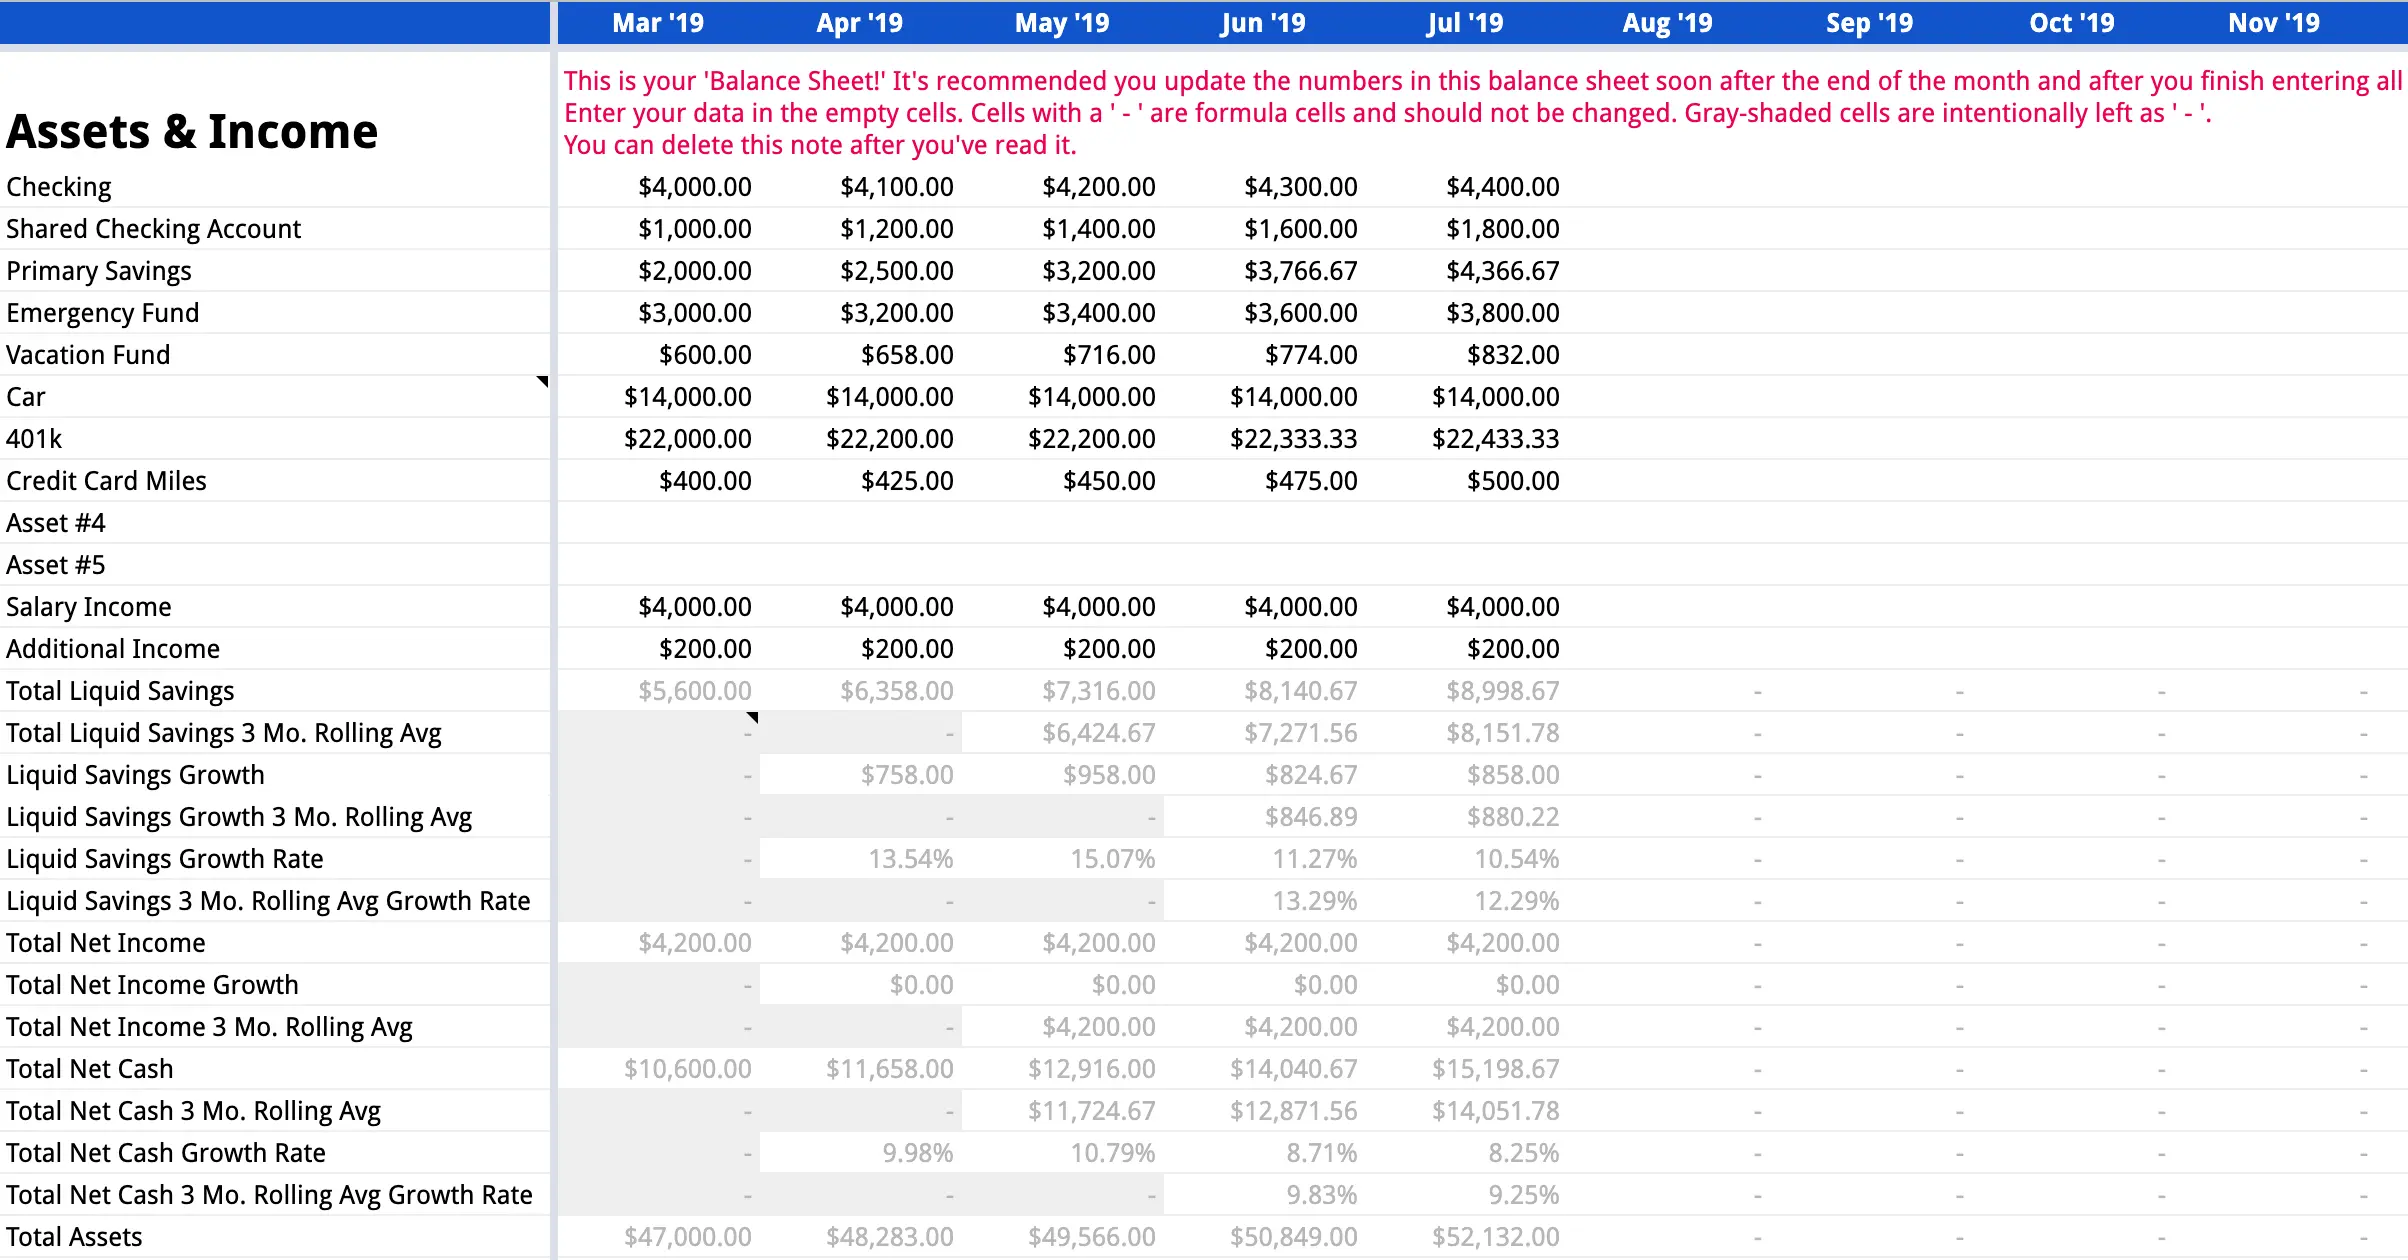 Mar '19 Apr '19 May '19 Jun '19 Jul '19 Aug '19 Sep '19 Oct '19 Nov '19
This is your 'Balance Sheet!' It's recommended you update the numbers in this balance sheet soon after the end of the month and after you finish entering all
Enter your data in the empty cells. Cells with a ' - ' are formula cells and should not be changed. Gray-shaded cells are intentionally left as ' - '.
You can delete this note after you've read it.
Assets & Income
Checking $4,000.00 $4,100.00 $4,200.00 $4,300.00 $4,400.00
Shared Checking Account $1,000.00 $1,200.00 $1,400.00 $1,600.00 $1,800.00
Primary Savings $2,000.00 $2,500.00 $3,200.00 $3,766.67 $4,366.67
Emergency Fund $3,000.00 $3,200.00 $3,400.00 $3,600.00 $3,800.00
Vacation Fund $600.00 $658.00 $716.00 $774.00 $832.00
Car $14,000.00 $14,000.00 $14,000.00 $14,000.00 $14,000.00
401k $22,000.00 $22,200.00 $22,200.00 $22,333.33 $22,433.33
Credit Card Miles $400.00 $425.00 $450.00 $475.00 $500.00
Asset #4
Asset #5
Salary Income $4,000.00 $4,000.00 $4,000.00 $4,000.00 $4,000.00
Additional Income $200.00 $200.00 $200.00 $200.00 $200.00
Total Liquid Savings $5,600.00 $6,358.00 $7,316.00 $8,140.67 $8,998.67 - - - -
Total Liquid Savings 3 Mo. Rolling Avg - - $6,424.67 $7,271.56 $8,151.78 - - - -
Liquid Savings Growth - $758.00 $958.00 $824.67 $858.00 - - - -
Liquid Savings Growth 3 Mo. Rolling Avg - - - $846.89 $880.22 - - - -
Liquid Savings Growth Rate - 13.54% 15.07% 11.27% 10.54% - - - -
Liquid Savings 3 Mo. Rolling Avg Growth Rate - - - 13.29% 12.29% - - - -
Total Net Income $4,200.00 $4,200.00 $4,200.00 $4,200.00 $4,200.00 - - - -
Total Net Income Growth - $0.00 $0.00 $0.00 $0.00 - - - -
Total Net Income 3 Mo. Rolling Avg - - $4,200.00 $4,200.00 $4,200.00 - - - -
Total Net Cash $10,600.00 $11,658.00 $12,916.00 $14,040.67 $15,198.67 - - - -
Total Net Cash 3 Mo. Rolling Avg - - $11,724.67 $12,871.56 $14,051.78 - - - -
Total Net Cash Growth Rate - 9.98% 10.79% 8.71% 8.25% - - - -
Total Net Cash 3 Mo. Rolling Avg Growth Rate - - - 9.83% 9.25% - - - -
Total Assets $47,000.00 $48,283.00 $49,566.00 $50,849.00 $52,132.00 - - - -